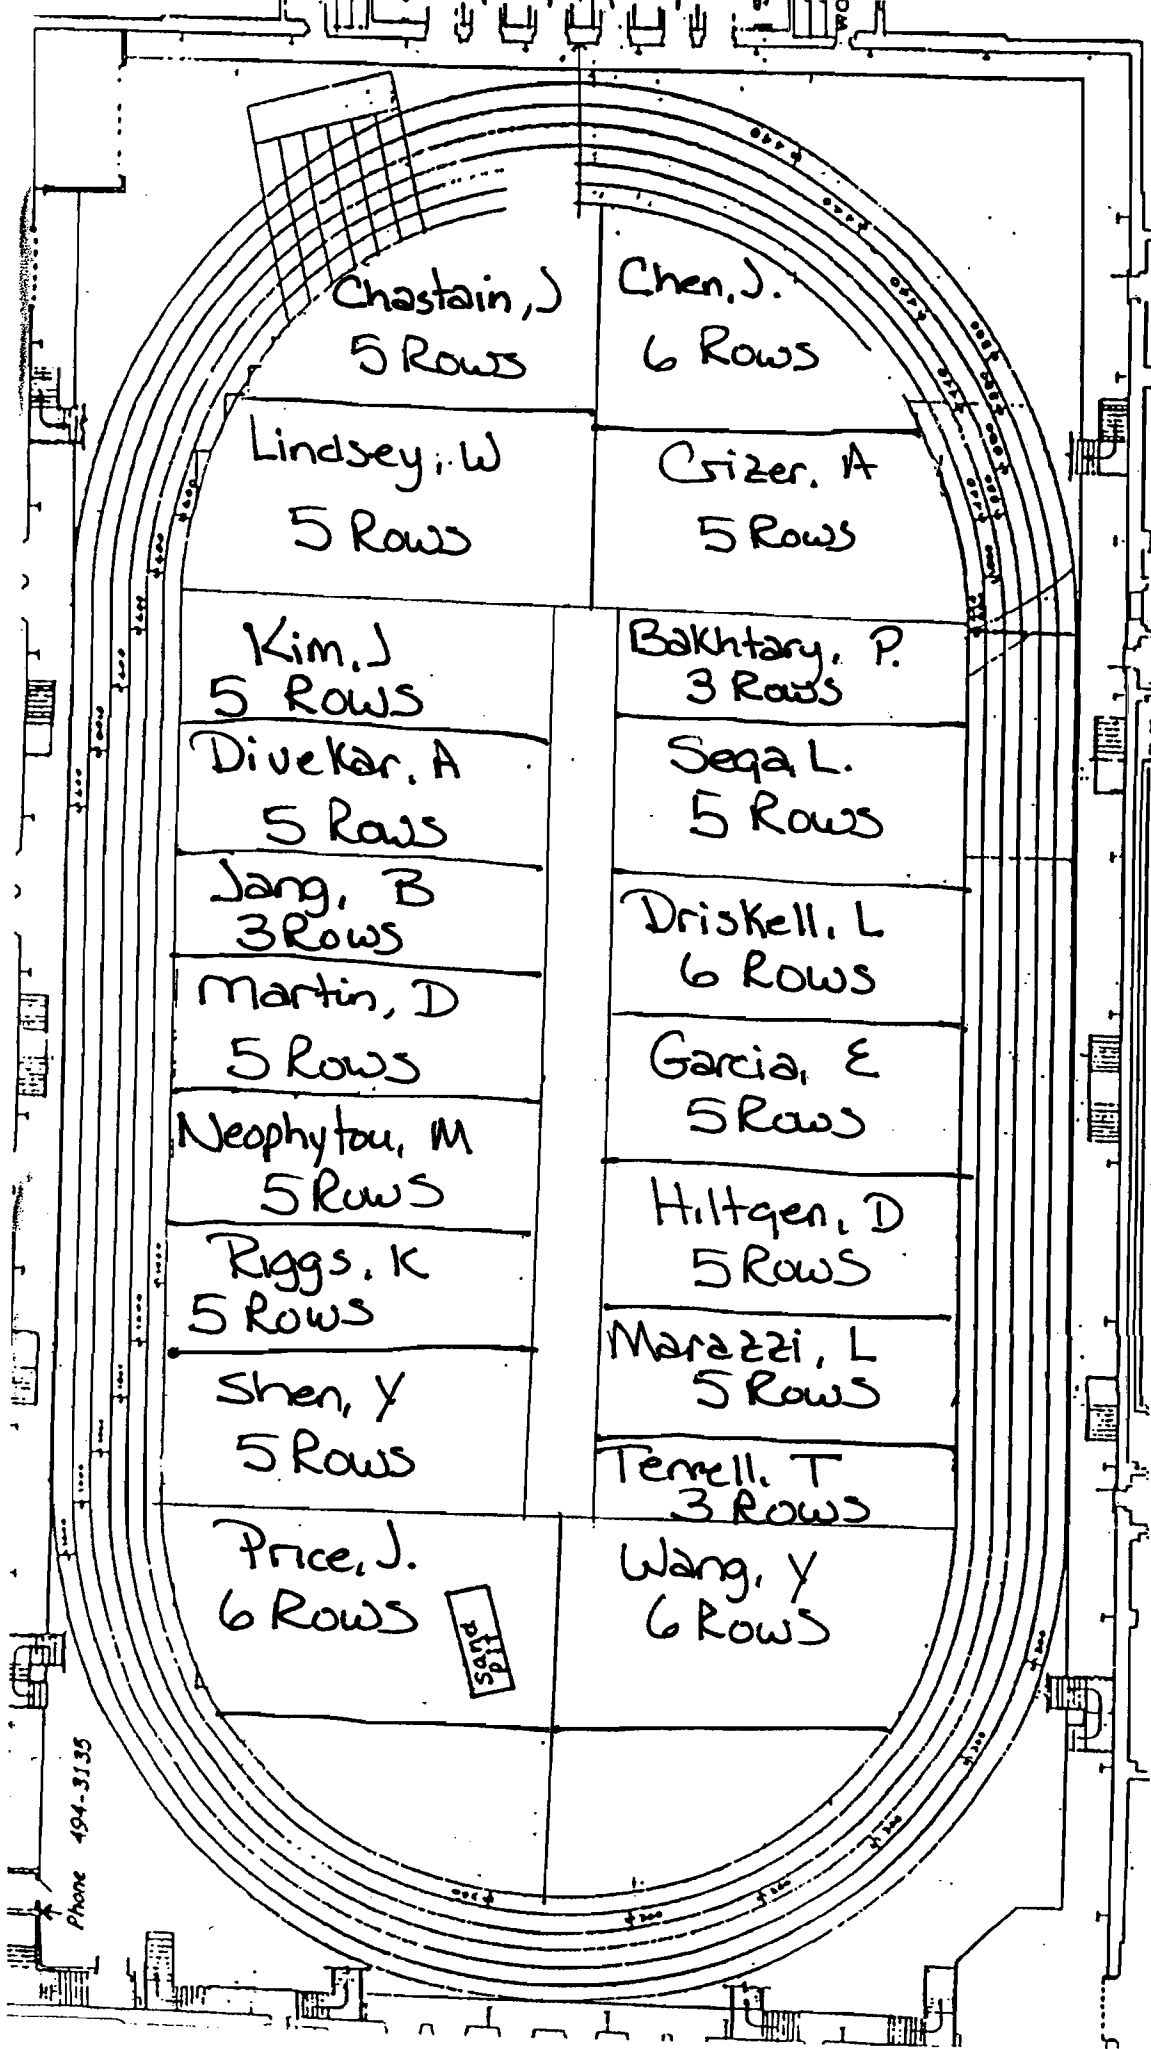 Chastain, J
5 Rows
Chen, J.
6 Rows
Lindsey, W
5 Rows
Crizer, A
5 Rows
Kim, J
5 Rows
Bakhtary, P.
3 Rows
Divekar, A
5 Rows
Sega, L.
5 Rows
Jang, B
3 Rows
Driskell, L
6 Rows
Martin, D
5 Rows
Garcia, E
5 Rows
Neophytou, M
5 Rows
Hiltgen, D
5 Rows
Riggs, K
5 Rows
Marazzi, L
5 Rows
Shen, Y
5 Rows
Terrell, T
3 Rows
Price, J.
6 Rows
Sand
pit
Wang, Y
6 Rows
Phone 494-3135